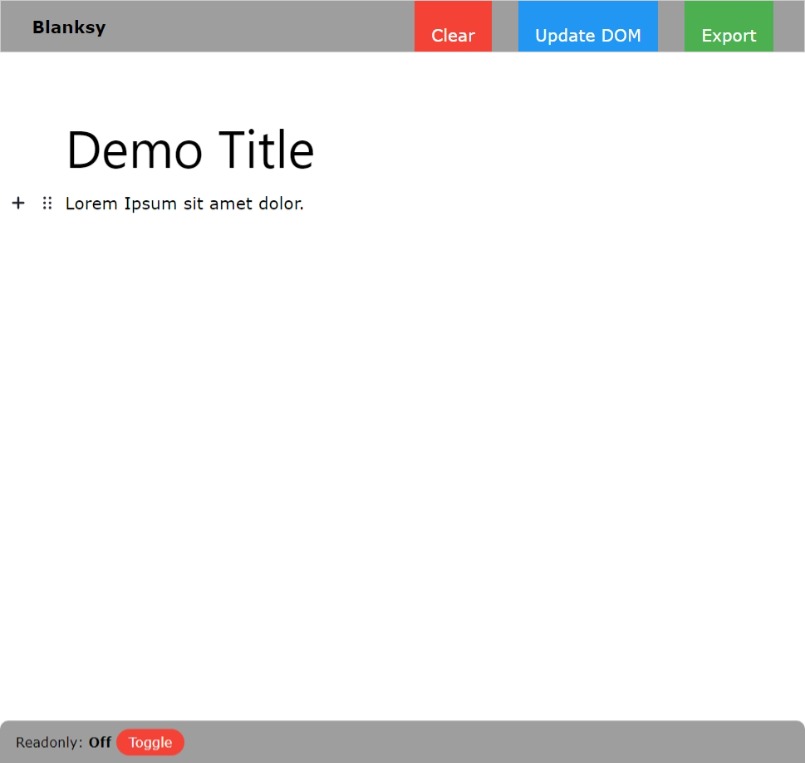 Blanksy Clear Update DOM Export
Demo Title
Lorem Ipsum sit amet dolor.
Readonly: Off Toggle